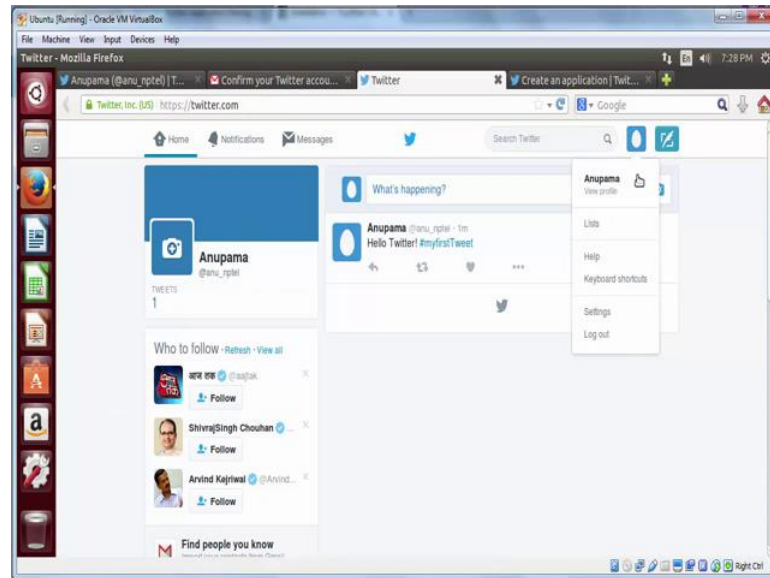 Ubuntu [Running] - Oracle VM VirtualBox
File Machine View Input Devices Help
Twitter - Mozilla Firefox
En 7:28 PM
Anupama (@anu_nptel) | T...
Confirm your Twitter accou...
Twitter
Create an application | Twit...
Twitter, Inc. (US) https://twitter.com
Google
Home Notifications Messages
Search Twitter
What's happening?
Anupama
View profile
Lists
Help
Keyboard shortcuts
Settings
Log out
Anupama @anu_nptel · 1m
Hello Twitter! #myfirstTweet
Anupama
@anu_nptel
TWEETS
1
Who to follow · Refresh · View all
आज तक @aajtak
Follow
ShivrajSingh Chouhan @ ...
Follow
Arvind Kejriwal @Arvind...
Follow
Find people you know
Right Ctrl